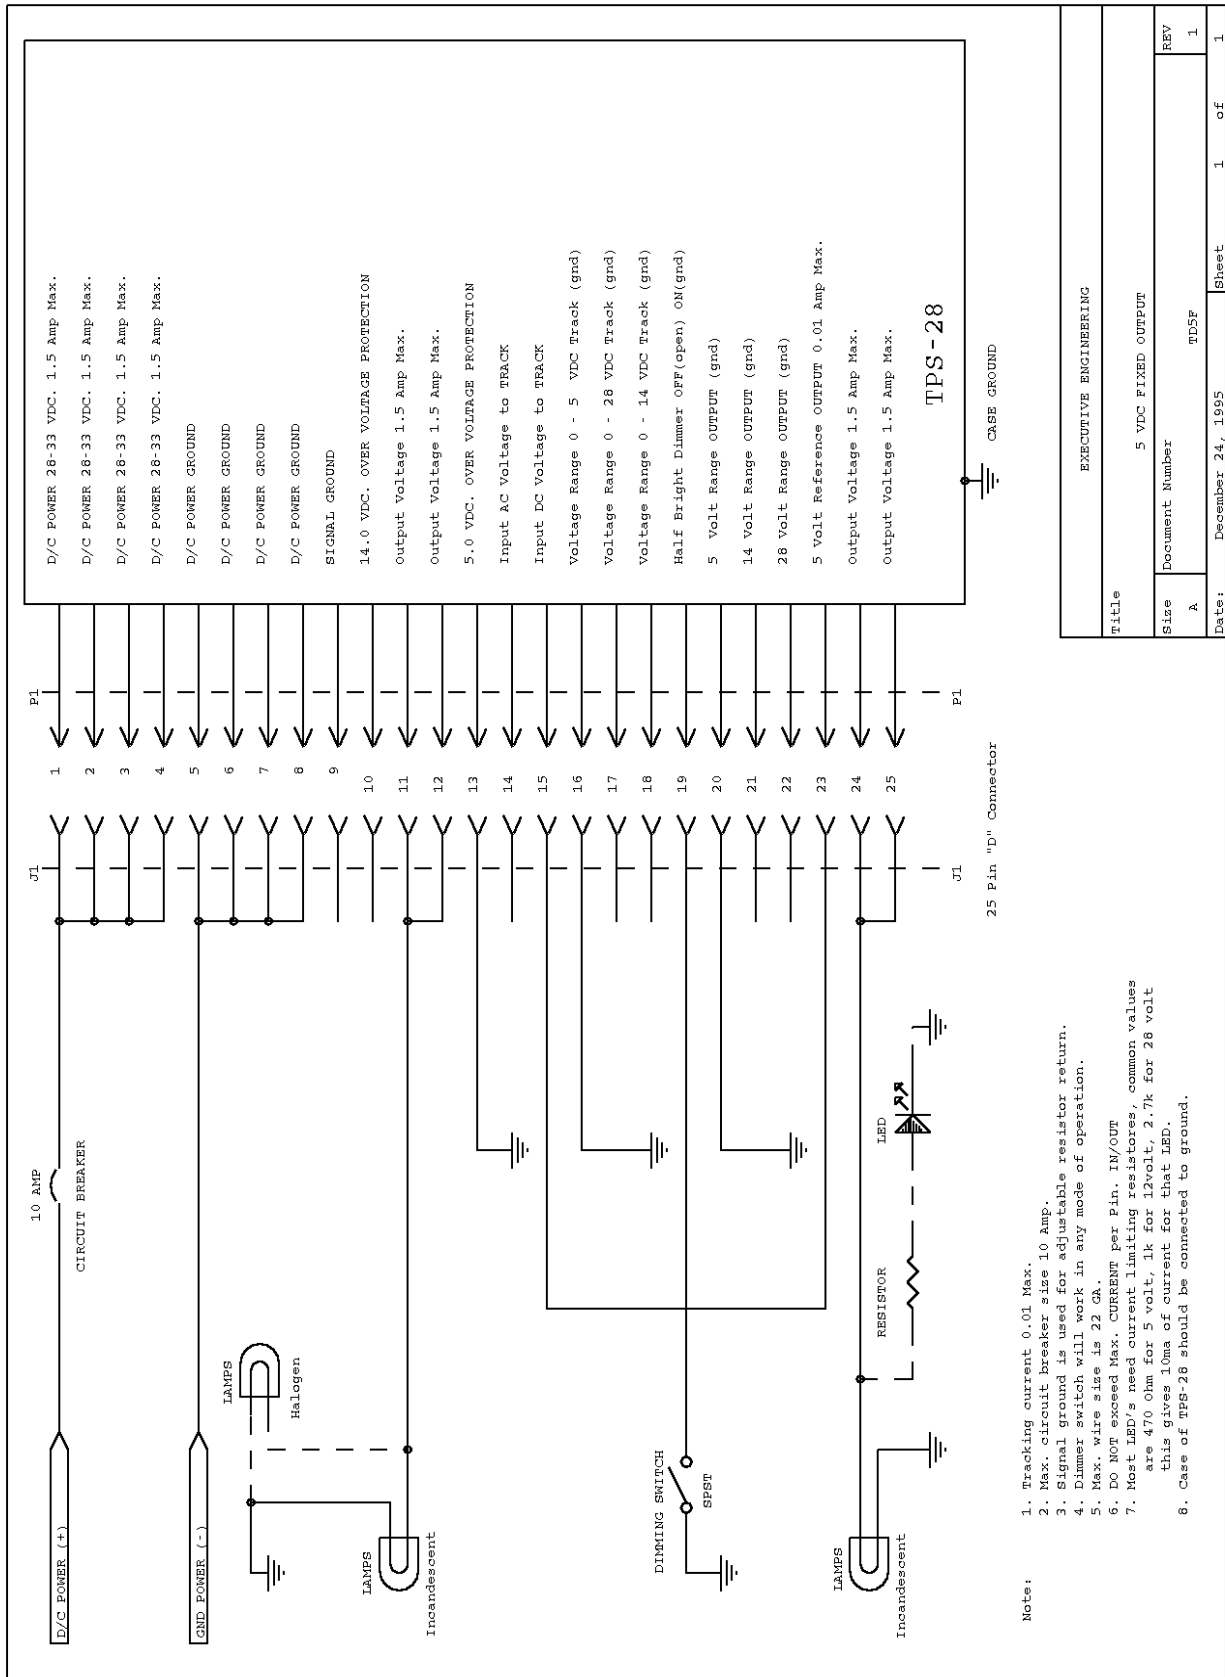 D/C POWER (+)
10 AMP
CIRCUIT BREAKER
GND POWER (-)
LAMPS
Halogen
LAMPS
Incandescent
DIMMING SWITCH
SPST
RESISTOR
LED
LAMPS
Incandescent
J1
P1
1 D/C POWER 28-33 VDC. 1.5 Amp Max.
2 D/C POWER 28-33 VDC. 1.5 Amp Max.
3 D/C POWER 28-33 VDC. 1.5 Amp Max.
4 D/C POWER 28-33 VDC. 1.5 Amp Max.
5 D/C POWER GROUND
6 D/C POWER GROUND
7 D/C POWER GROUND
8 D/C POWER GROUND
9 SIGNAL GROUND
10 14.0 VDC. OVER VOLTAGE PROTECTION
11 Output Voltage 1.5 Amp Max.
12 Output Voltage 1.5 Amp Max.
13 5.0 VDC. OVER VOLTAGE PROTECTION
14 Input AC Voltage to TRACK
15 Input DC Voltage to TRACK
16 Voltage Range 0 - 5 VDC Track (gnd)
17 Voltage Range 0 - 28 VDC Track (gnd)
18 Voltage Range 0 - 14 VDC Track (gnd)
19 Half Bright Dimmer OFF(open) ON(gnd)
20 5 Volt Range OUTPUT (gnd)
21 14 Volt Range OUTPUT (gnd)
22 28 Volt Range OUTPUT (gnd)
23 5 Volt Reference OUTPUT 0.01 Amp Max.
24 Output Voltage 1.5 Amp Max.
25 Output Voltage 1.5 Amp Max.
J1
P1
TPS-28
CASE GROUND
25 Pin "D" Connector
Note:
1. Tracking current 0.01 Max.
2. Max. circuit breaker size 10 Amp.
3. Signal ground is used for adjustable resistor return.
4. Dimmer switch will work in any mode of operation.
5. Max. wire size is 22 GA.
6. DO NOT exceed Max. CURRENT per Pin. IN/OUT
7. Most LED's need current limiting resistores, common values
are 470 Ohm for 5 volt, 1k for 12volt, 2.7k for 28 volt
this gives 10ma of current for that LED.
8. Case of TPS-28 should be connected to ground.
EXECUTIVE ENGINEERING
Title
5 VDC FIXED OUTPUT
Size Document Number REV
A TD5F 1
Date: December 24, 1995 Sheet 1 of 1